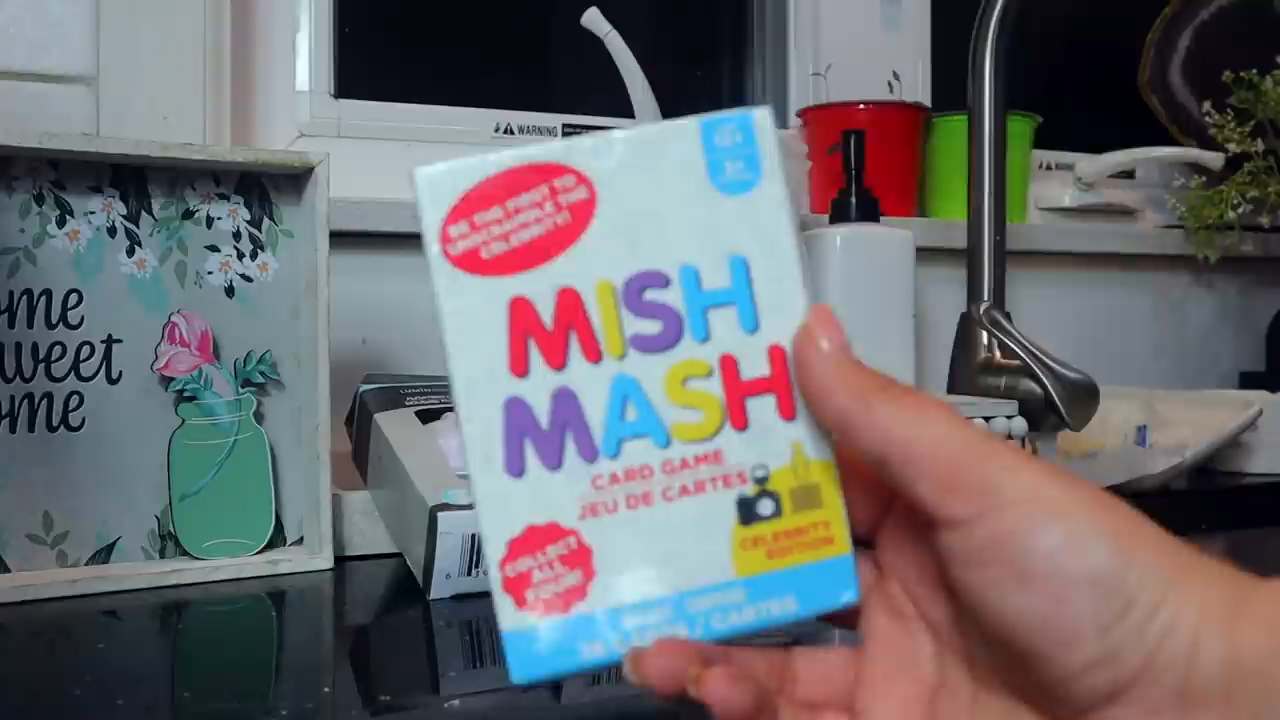 ome
weet
ome
WARNING
BE THE FIRST TO
UNSCRAMBLE THE
CELEBRITY!
MISH
MASH
CARD GAME
JEU DE CARTES
CELEBRITY
EDITION
COLLECT
ALL
FOUR!
CARTES